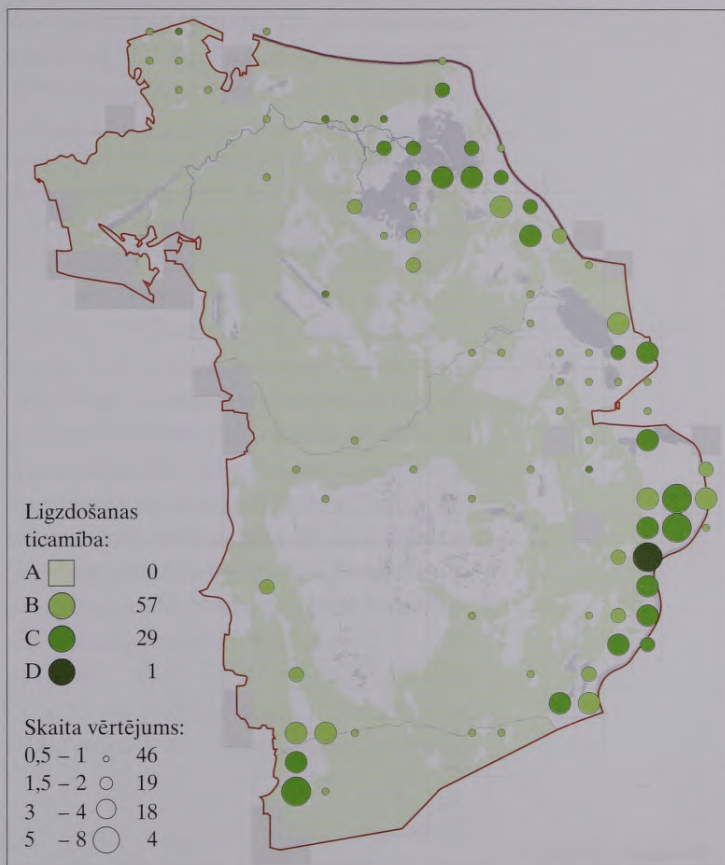 Ligzdošanas
ticamība:
A 0
B 57
C 29
D 1
Skaita vērtējums:
0,5 – 1 46
1,5 – 2 19
3 – 4 18
5 – 8 4